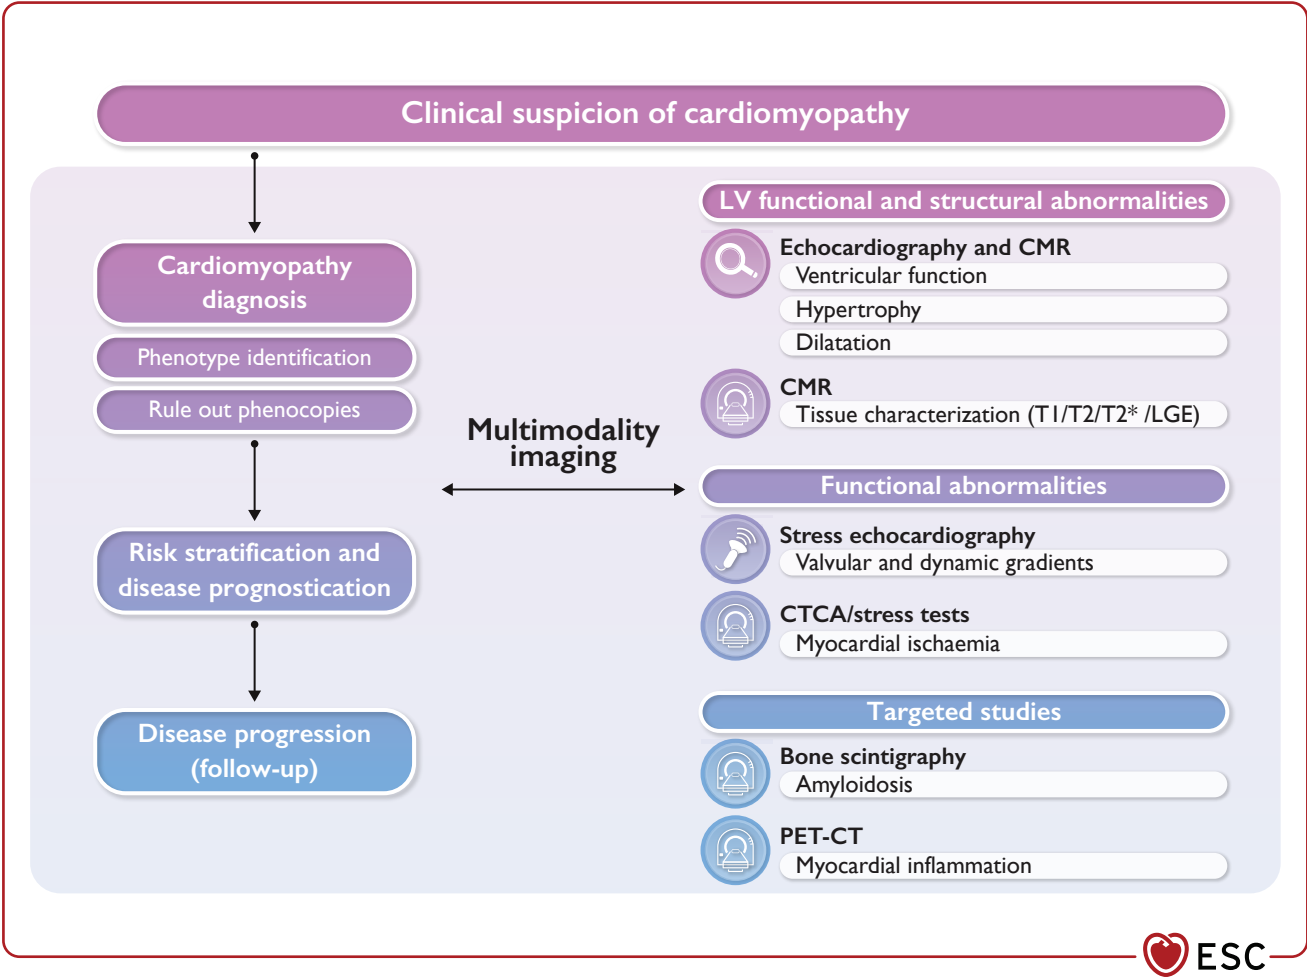 Clinical suspicion of cardiomyopathy
Cardiomyopathy
diagnosis
Phenotype identification
Rule out phenocopies
Risk stratification and
disease prognostication
Disease progression
(follow-up)
Multimodality
imaging
LV functional and structural abnormalities
Echocardiography and CMR
Ventricular function
Hypertrophy
Dilatation
CMR
Tissue characterization (T1/T2/T2* /LGE)
Functional abnormalities
Stress echocardiography
Valvular and dynamic gradients
CTCA/stress tests
Myocardial ischaemia
Targeted studies
Bone scintigraphy
Amyloidosis
PET-CT
Myocardial inflammation
ESC